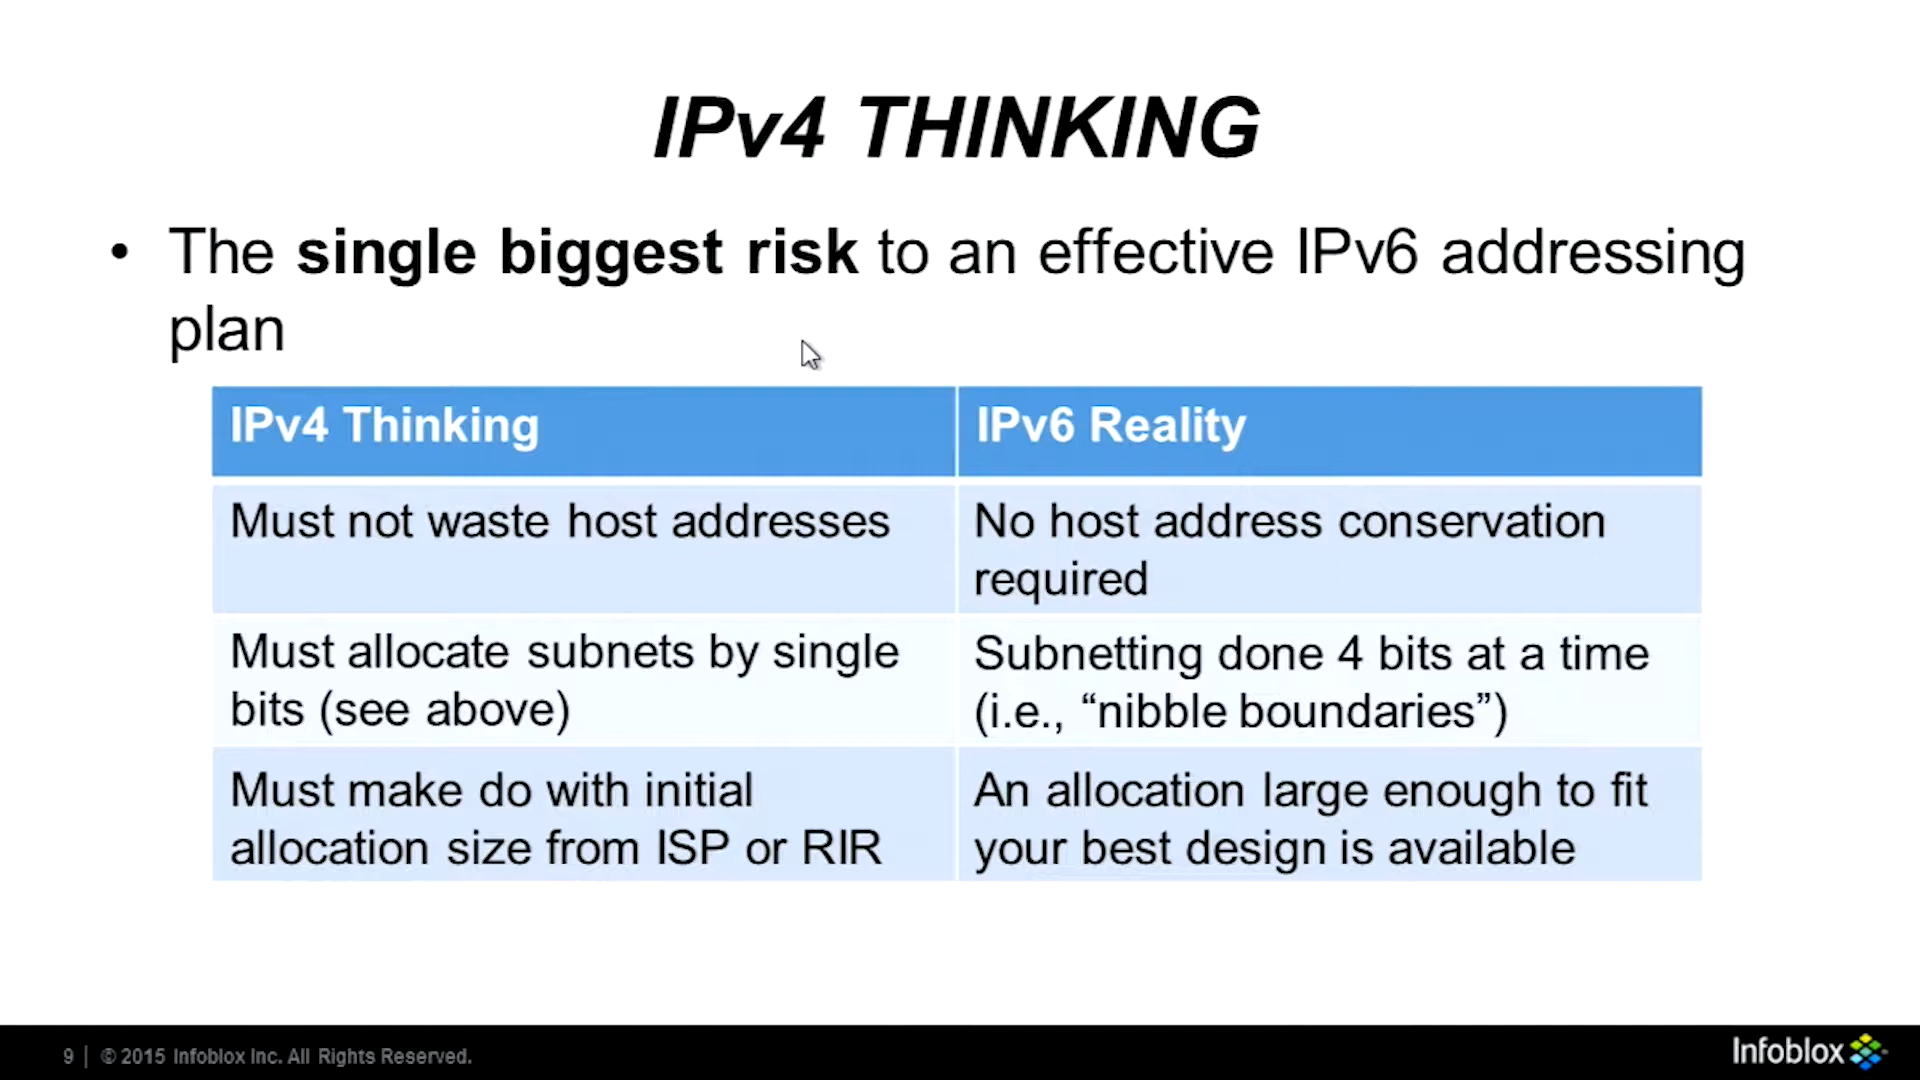 IPv4 THINKING
• The single biggest risk to an effective IPv6 addressing
plan
IPv4 Thinking
IPv6 Reality
Must not waste host addresses
No host address conservation
required
Must allocate subnets by single
bits (see above)
Subnetting done 4 bits at a time
(i.e., “nibble boundaries”)
Must make do with initial
allocation size from ISP or RIR
An allocation large enough to fit
your best design is available
9 | © 2015 Infoblox Inc. All Rights Reserved.
Infoblox